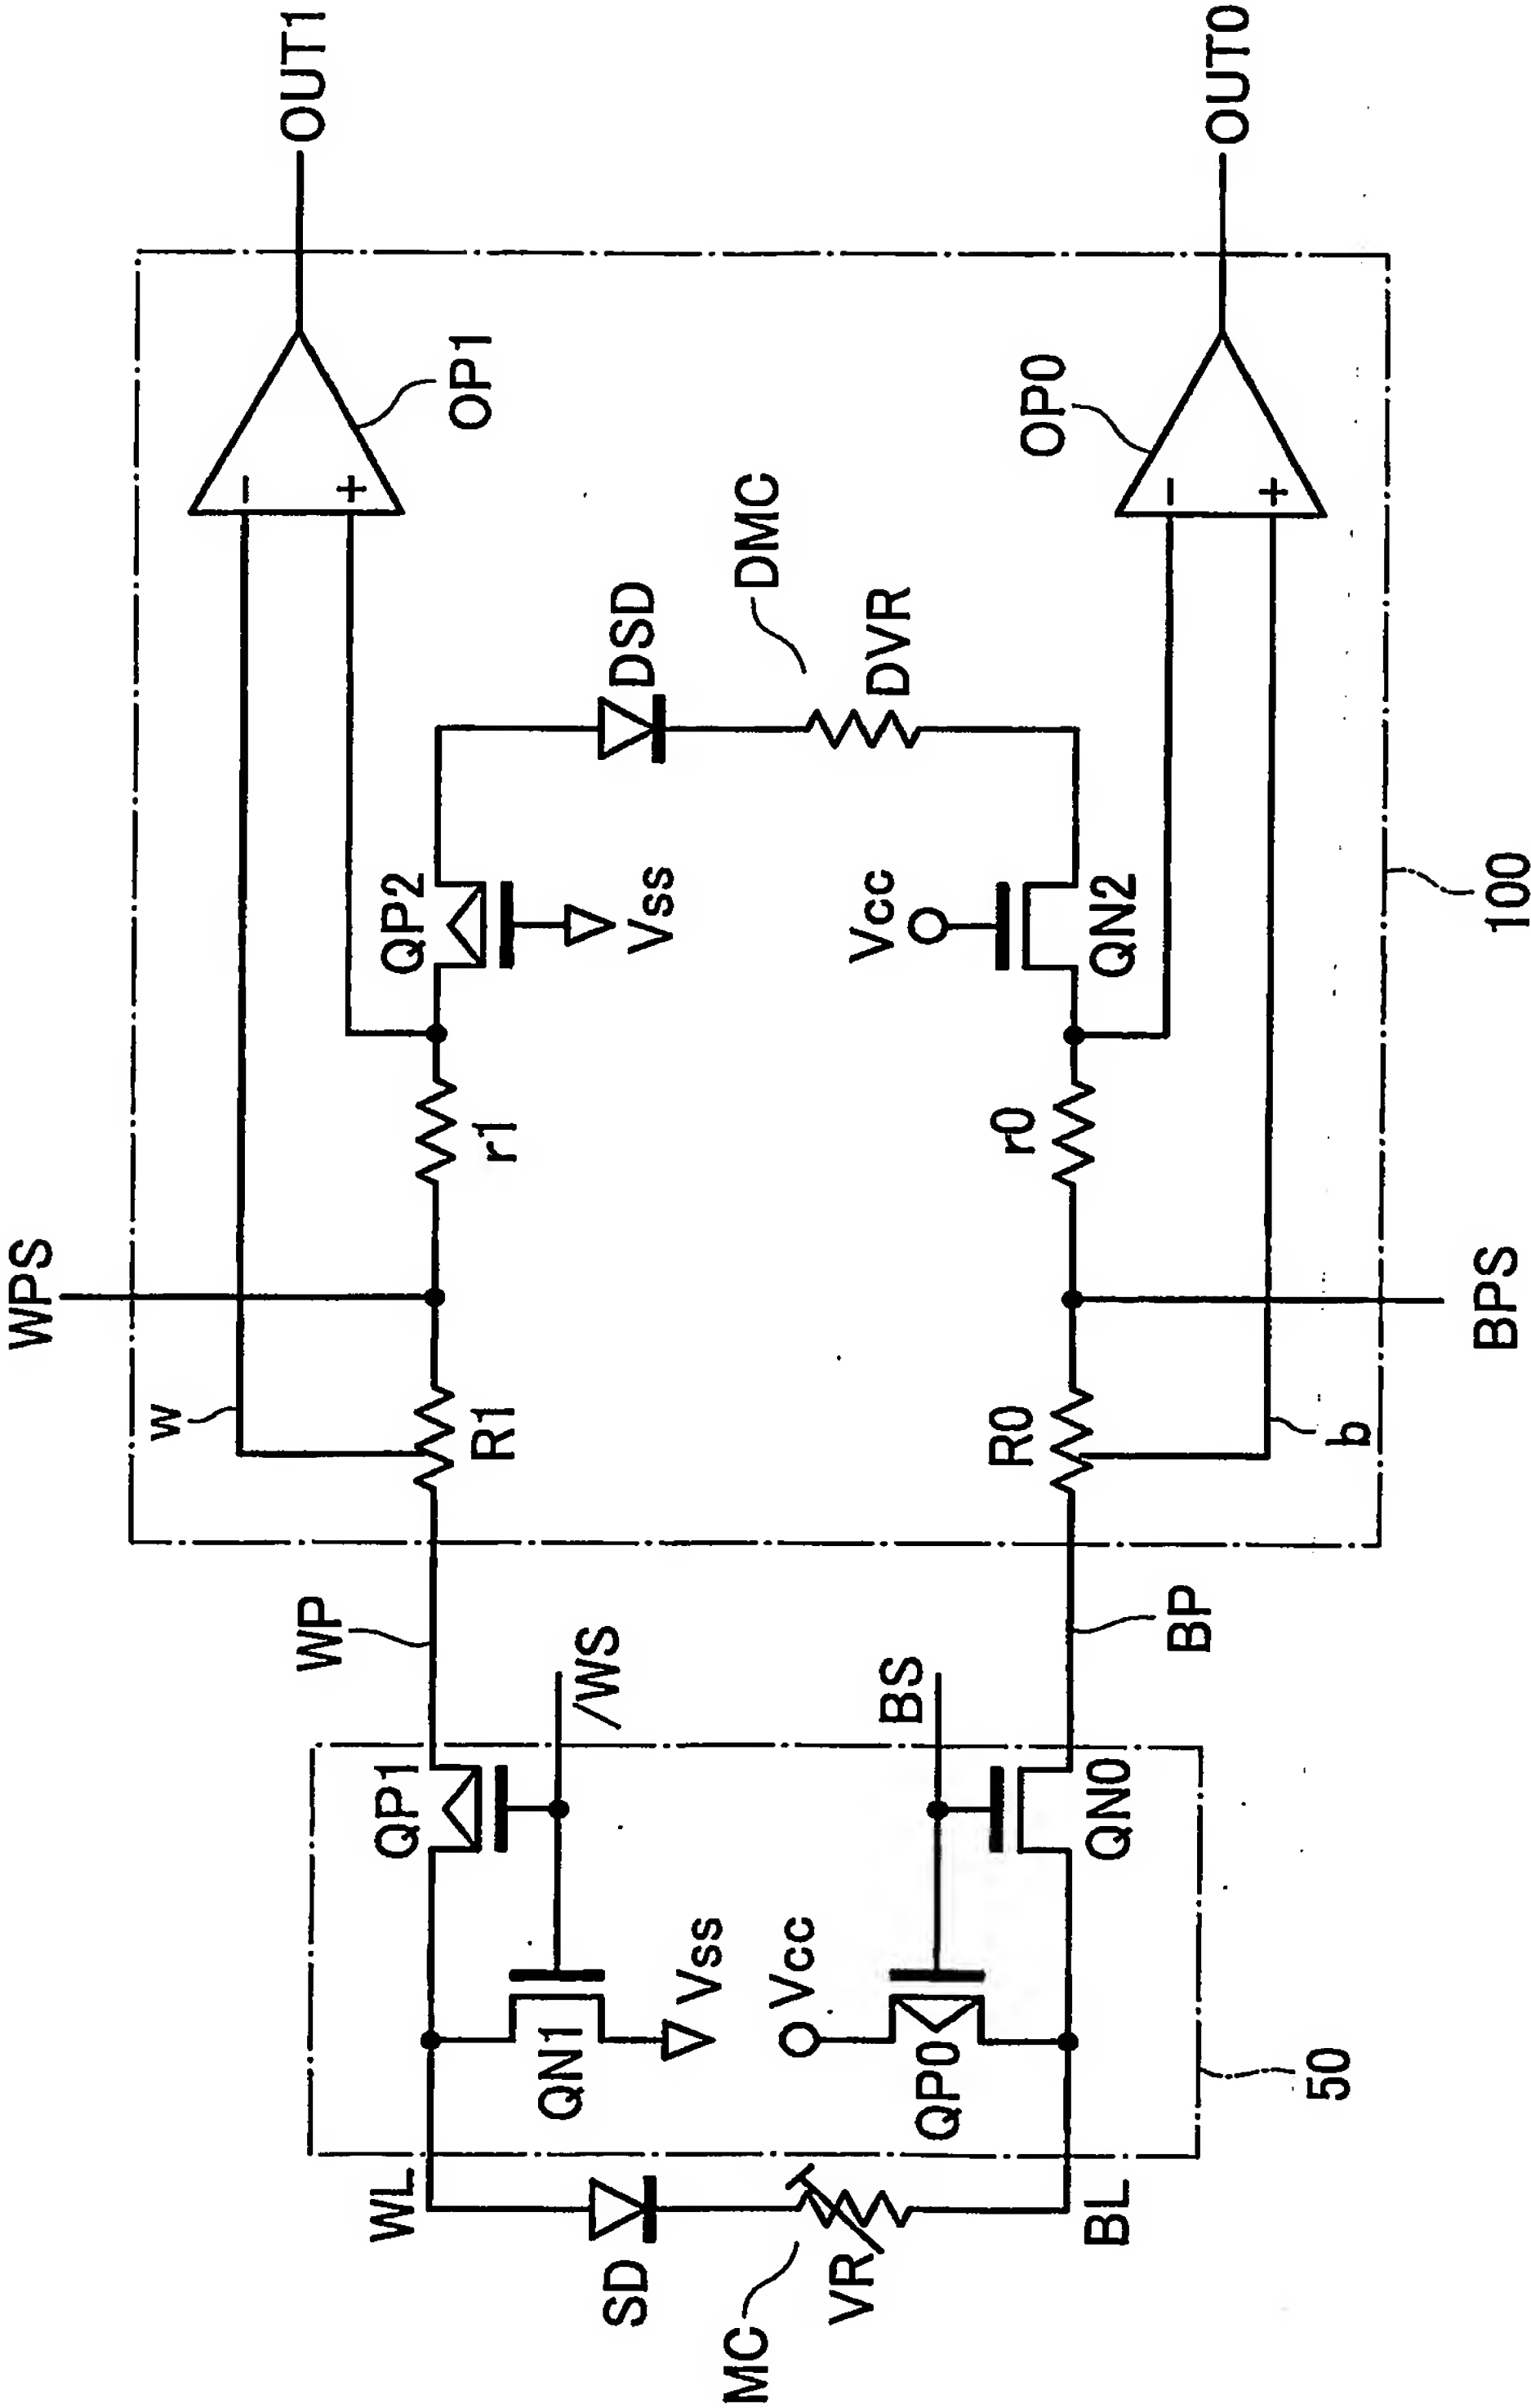 OUT1
OUT0
OP1
OP0
DMC
DSD
DVR
QP2
Vss
Vcc
QN2
100
r1
r0
WPS
BPS
w
R1
R0
b
WP
BP
/WS
BS
QP1
QN0
QN1
Vss
Vcc
QP0
50
WL
BL
SD
VR
MC
-
+
-
+